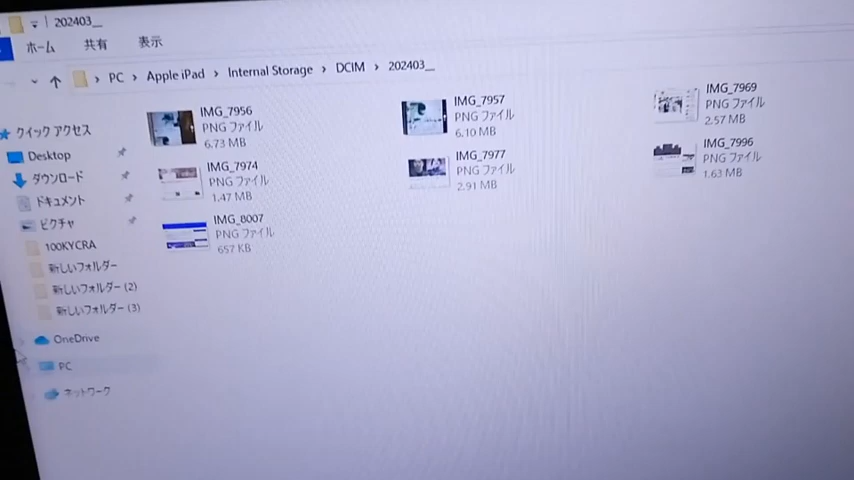 202403__
ホーム 共有 表示
PC > Apple iPad > Internal Storage > DCIM > 202403__
クイック アクセス
Desktop
ダウンロード
ドキュメント
ピクチャ
100KYCRA
新しいフォルダー
新しいフォルダー (2)
新しいフォルダー (3)
OneDrive
PC
ネットワーク
IMG_7956
PNG ファイル
6.73 MB
IMG_7957
PNG ファイル
6.10 MB
IMG_7969
PNG ファイル
2.57 MB
IMG_7974
PNG ファイル
1.47 MB
IMG_7977
PNG ファイル
2.91 MB
IMG_7996
PNG ファイル
1.63 MB
IMG_8007
PNG ファイル
657 KB